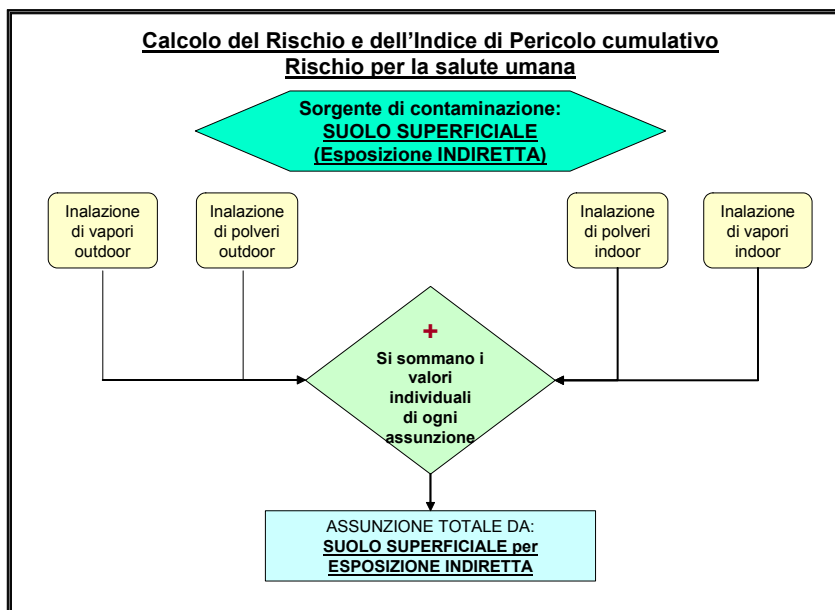 Calcolo del Rischio e dell'Indice di Pericolo cumulativo
Rischio per la salute umana
Sorgente di contaminazione:
SUOLO SUPERFICIALE
(Esposizione INDIRETTA)
Inalazione
di vapori
outdoor
Inalazione
di polveri
outdoor
Inalazione
di polveri
indoor
Inalazione
di vapori
indoor
+
Si sommano i
valori
individuali
di ogni
assunzione
ASSUNZIONE TOTALE DA:
SUOLO SUPERFICIALE per
ESPOSIZIONE INDIRETTA